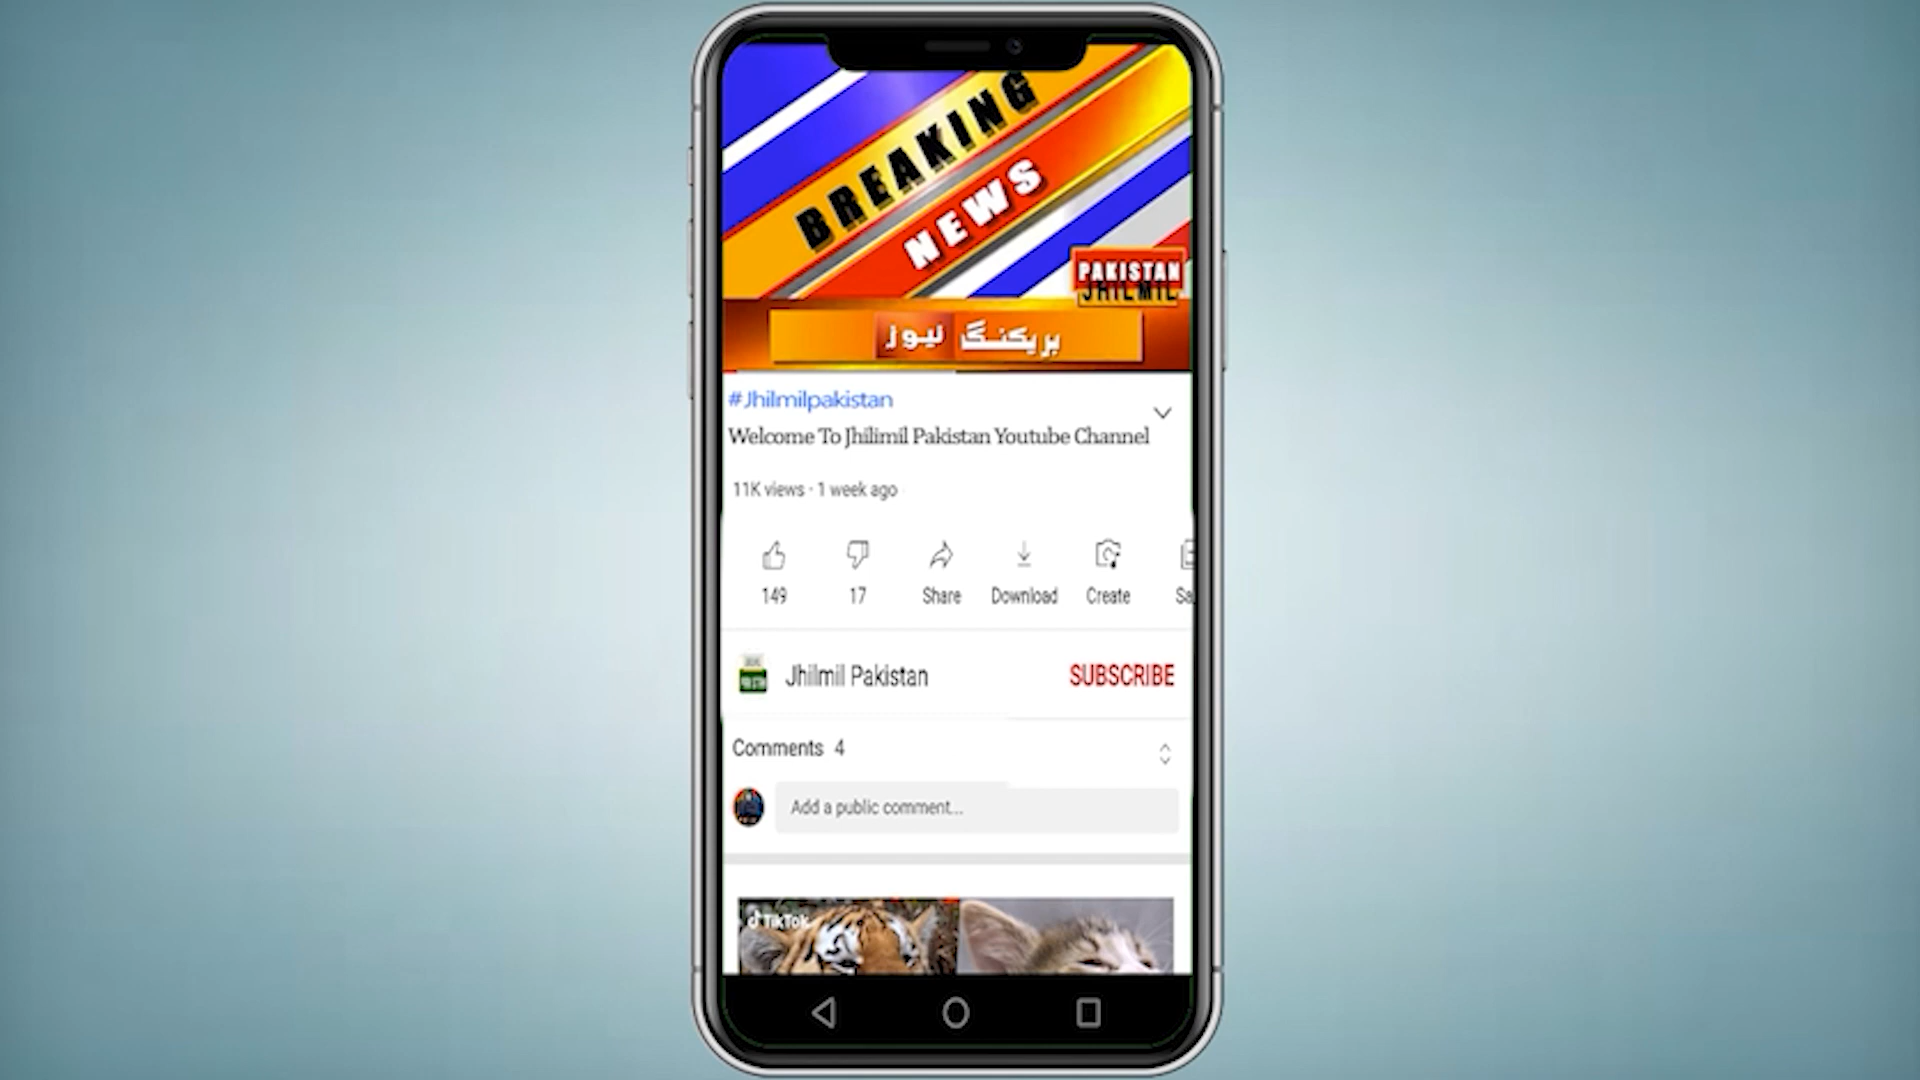 BREAKING
NEWS
PAKISTAN
JHILMIL
بریکنگ نیوز
#Jhilmilpakistan
Welcome To Jhilimil Pakistan Youtube Channel
11K views · 1 week ago
149
17
Share
Download
Create
Sa
Jhilmil Pakistan
SUBSCRIBE
Comments 4
Add a public comment...
TikTok